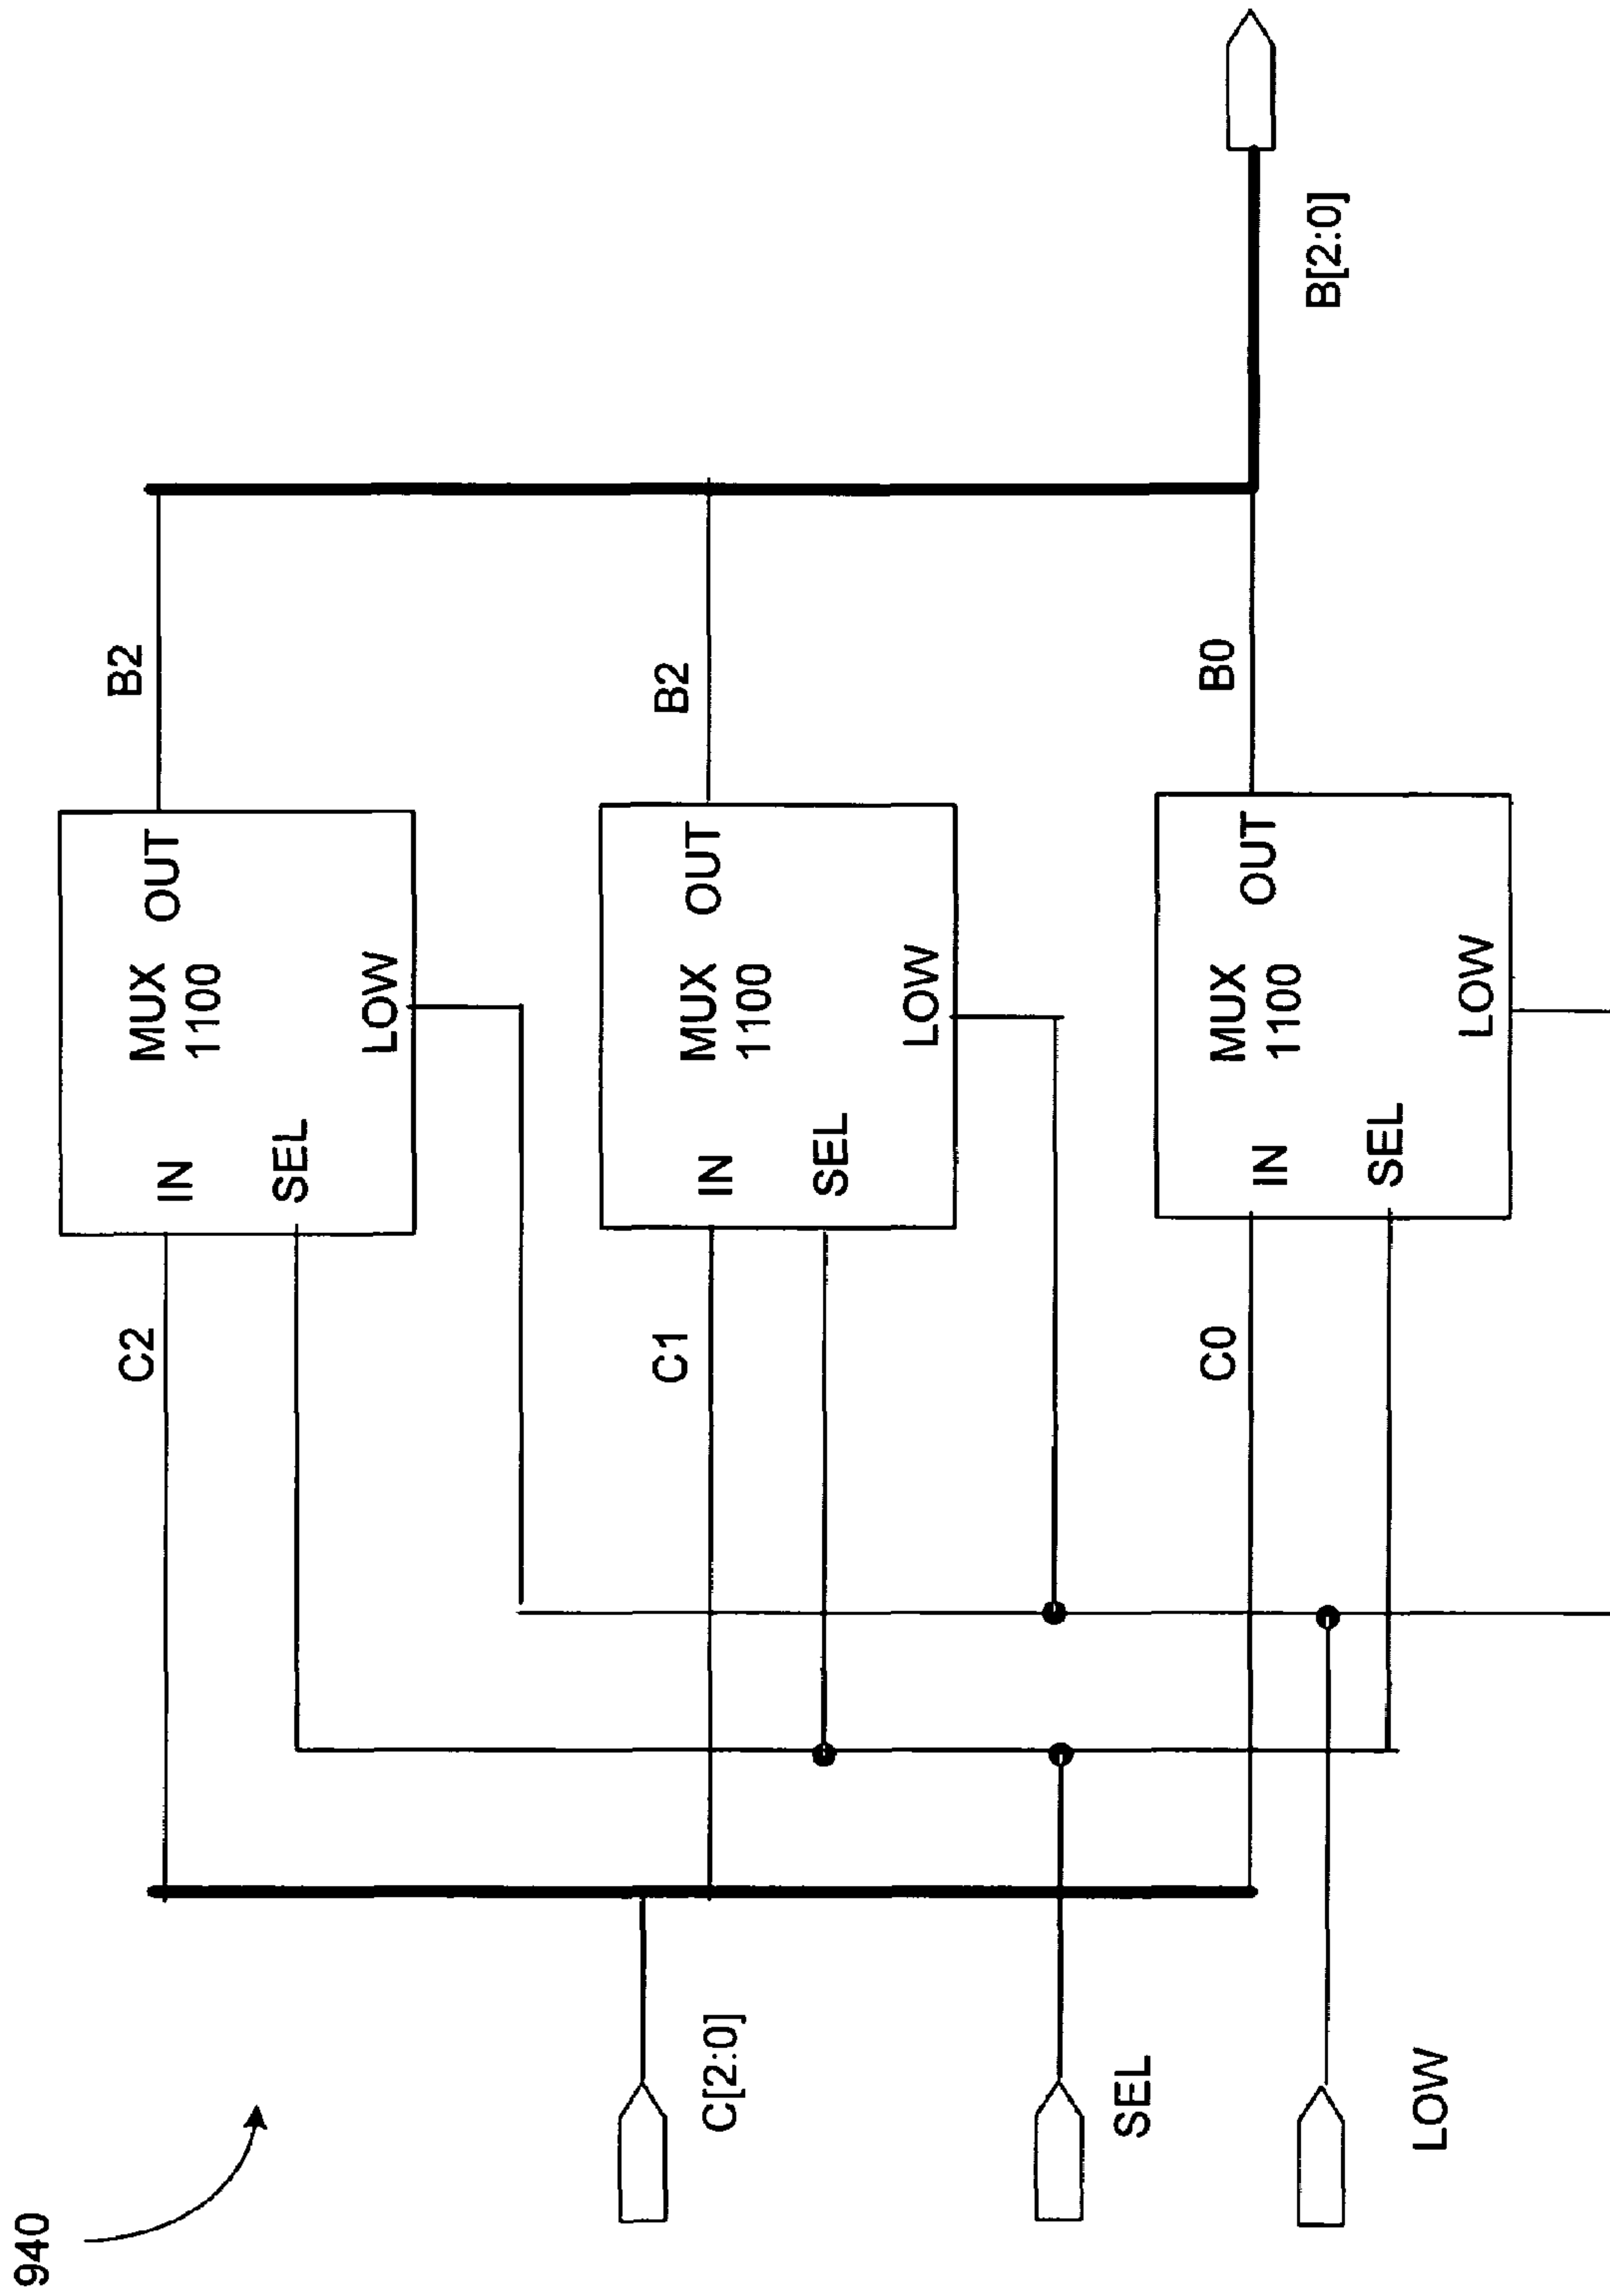 940
C[2:0]
SEL
LOW
C2
IN
SEL
MUX
1100
OUT
LOW
B2
C1
IN
SEL
MUX
1100
OUT
LOW
B2
C0
IN
SEL
MUX
1100
OUT
LOW
B0
B[2:0]